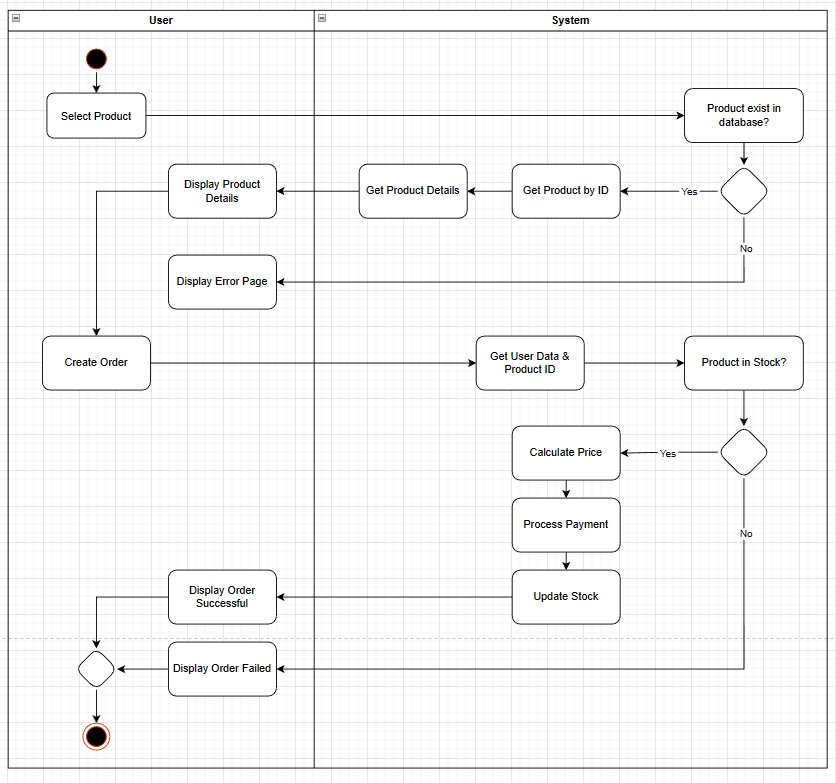 User
System
Select Product
Product exist in
database?
Display Product
Details
Get Product Details
Get Product by ID
Yes
No
Display Error Page
Create Order
Get User Data &
Product ID
Product in Stock?
Calculate Price
Yes
Process Payment
No
Display Order
Successful
Update Stock
Display Order Failed